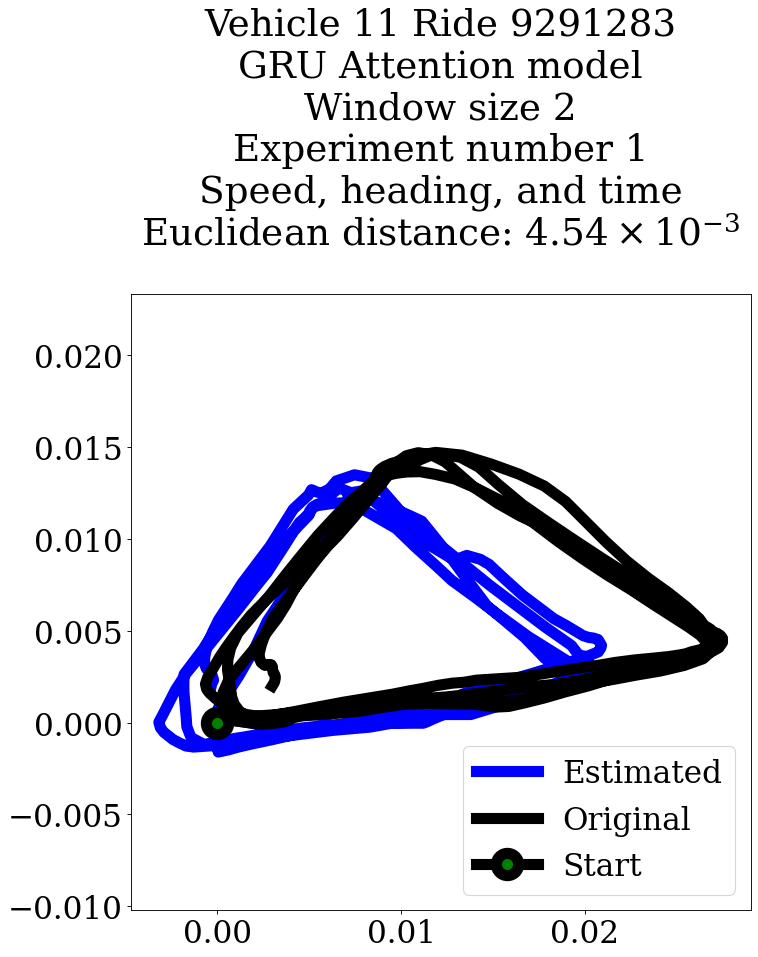 Vehicle 11 Ride 9291283
GRU Attention model
Window size 2
Experiment number 1
Speed, heading, and time
Euclidean distance: 4.54 × 10⁻³
0.020
0.015
0.010
0.005
0.000
−0.005
−0.010
0.00 0.01 0.02
Estimated
Original
Start